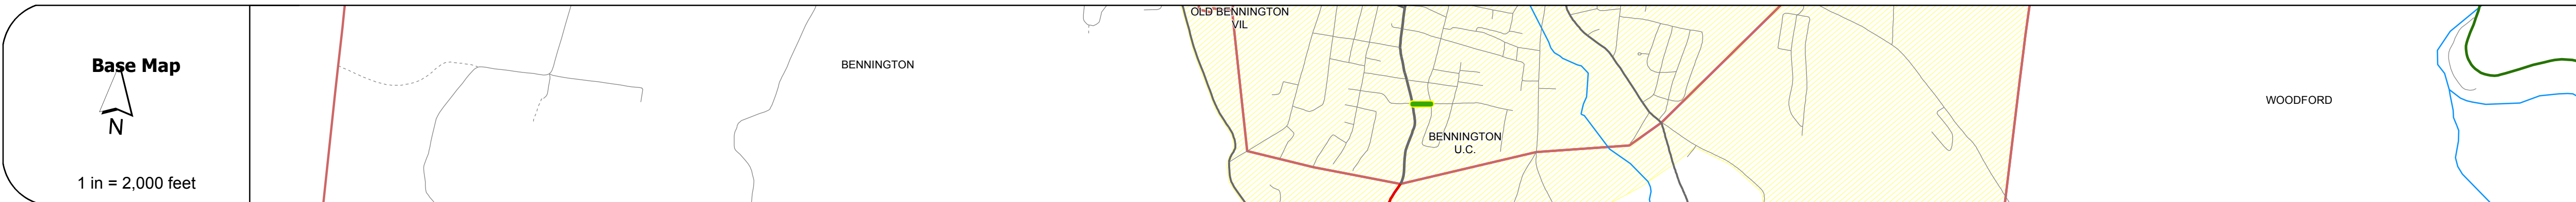 Base Map
N
1 in = 2,000 feet
BENNINGTON
OLD BENNINGTON
VIL
BENNINGTON
U.C.
WOODFORD